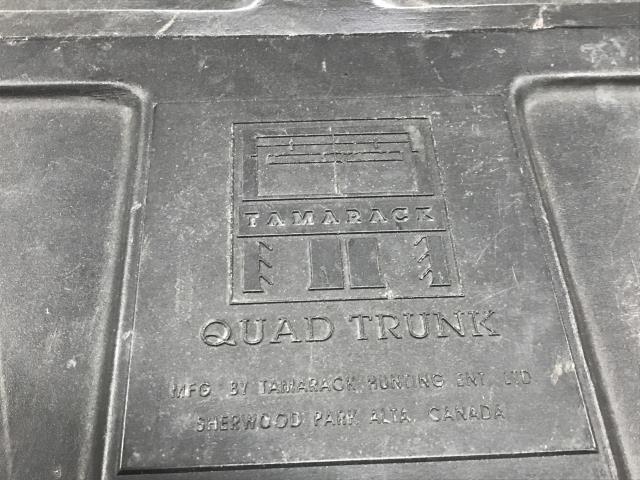 TAMARACK
QUAD TRUNK
MFG. BY TAMARACK HUNTING ENT. LTD.
SHERWOOD PARK ALTA. CANADA